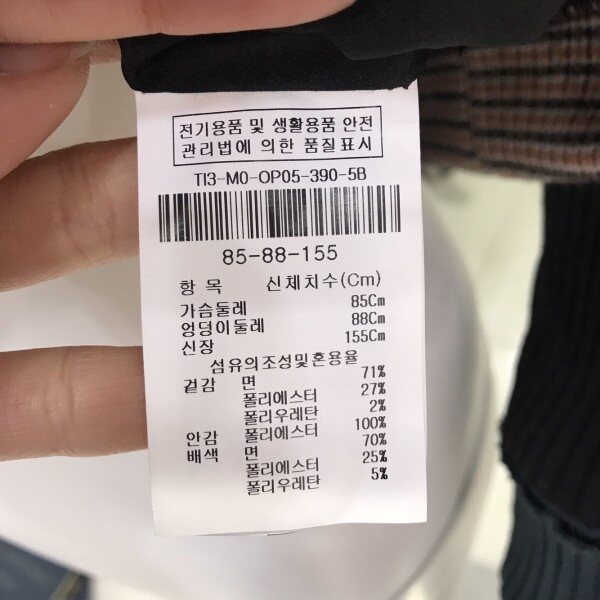 전기용품 및 생활용품 안전
관리법에 의한 품질표시
TI3-M0-OP05-390-5B
85-88-155
항 목 신체치수(Cm)
가슴둘레 85Cm
엉덩이둘레 88Cm
신장 155Cm
섬유의조성및혼용율
겉감 면 71%
폴리에스터 27%
폴리우레탄 2%
안감 폴리에스터 100%
배색 면 70%
폴리에스터 25%
폴리우레탄 5%